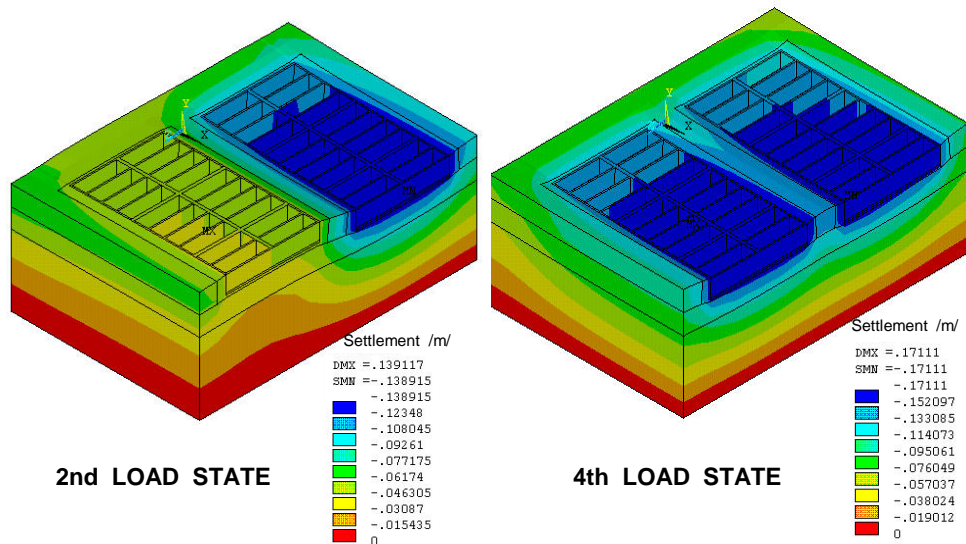 Y
X
MN
MX
Settlement /m/
DMX =.139117
SMN =-.138915
-.138915
-.12348
-.108045
-.09261
-.077175
-.06174
-.046305
-.03087
-.015435
0
2nd LOAD STATE
Y
X
Settlement /m/
DMX =.17111
SMN =-.17111
-.17111
-.152097
-.133085
-.114073
-.095061
-.076049
-.057037
-.038024
-.019012
0
4th LOAD STATE